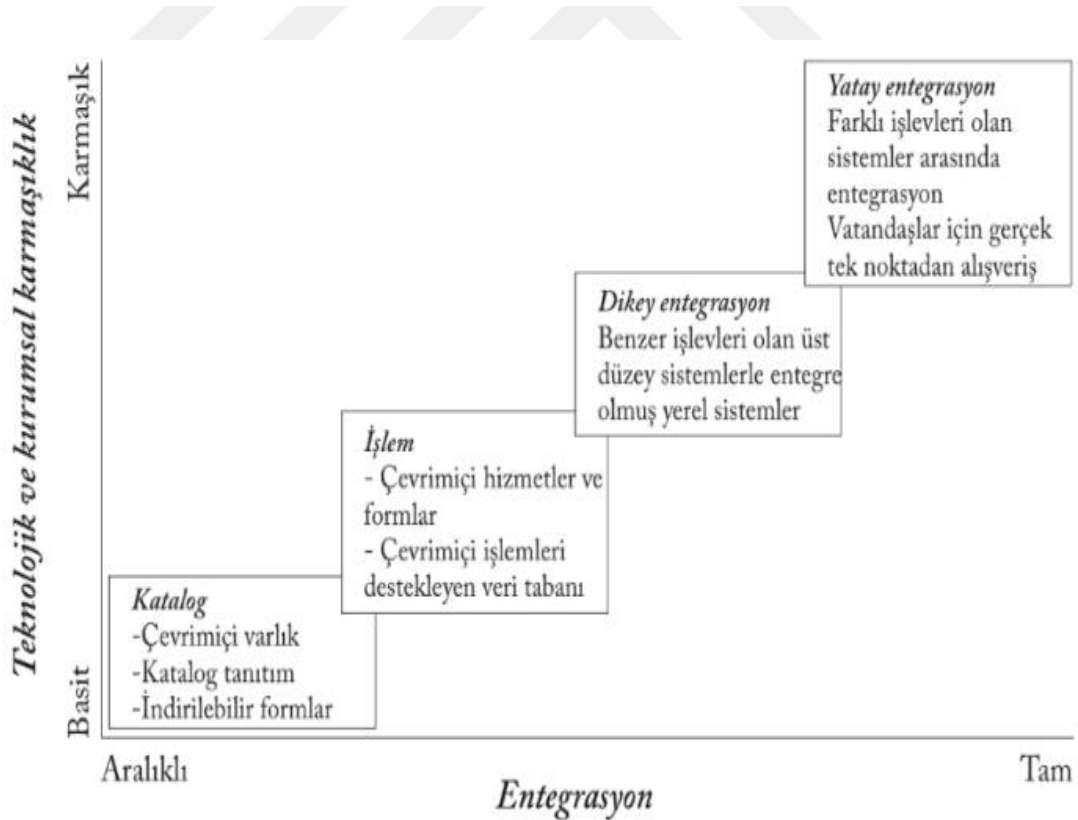 Teknolojik ve kurumsal karmaşıklık
Karmaşık
Basit
Yatay entegrasyon
Farklı işlevleri olan
sistemler arasında
entegrasyon
Vatandaşlar için gerçek
tek noktadan alışveriş
Dikey entegrasyon
Benzer işlevleri olan üst
düzey sistemlerle entegre
olmuş yerel sistemler
İşlem
- Çevrimiçi hizmetler ve
formlar
- Çevrimiçi işlemleri
destekleyen veri tabanı
Katalog
-Çevrimiçi varlık
-Katalog tanıtım
-İndirilebilir formlar
Aralıklı
Tam
Entegrasyon